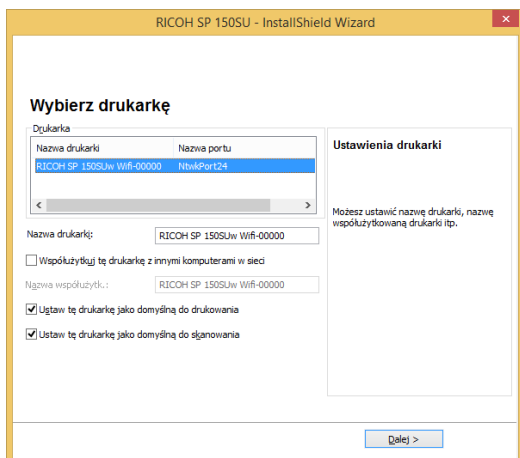 RICOH SP 150SU - InstallShield Wizard
Wybierz drukarkę
Drukarka
Nazwa drukarki Nazwa portu
RICOH SP 150SUw Wifi-00000 NtwkPort24
Nazwa drukarki: RICOH SP 150SUw Wifi-00000
Współużytkuj tę drukarkę z innymi komputerami w sieci
Nazwa współużytk.: RICOH SP 150SUw Wifi-00000
Ustaw tę drukarkę jako domyślną do drukowania
Ustaw tę drukarkę jako domyślną do skanowania
Ustawienia drukarki
Możesz ustawić nazwę drukarki, nazwę
współużytkowaną drukarki itp.
Dalej >